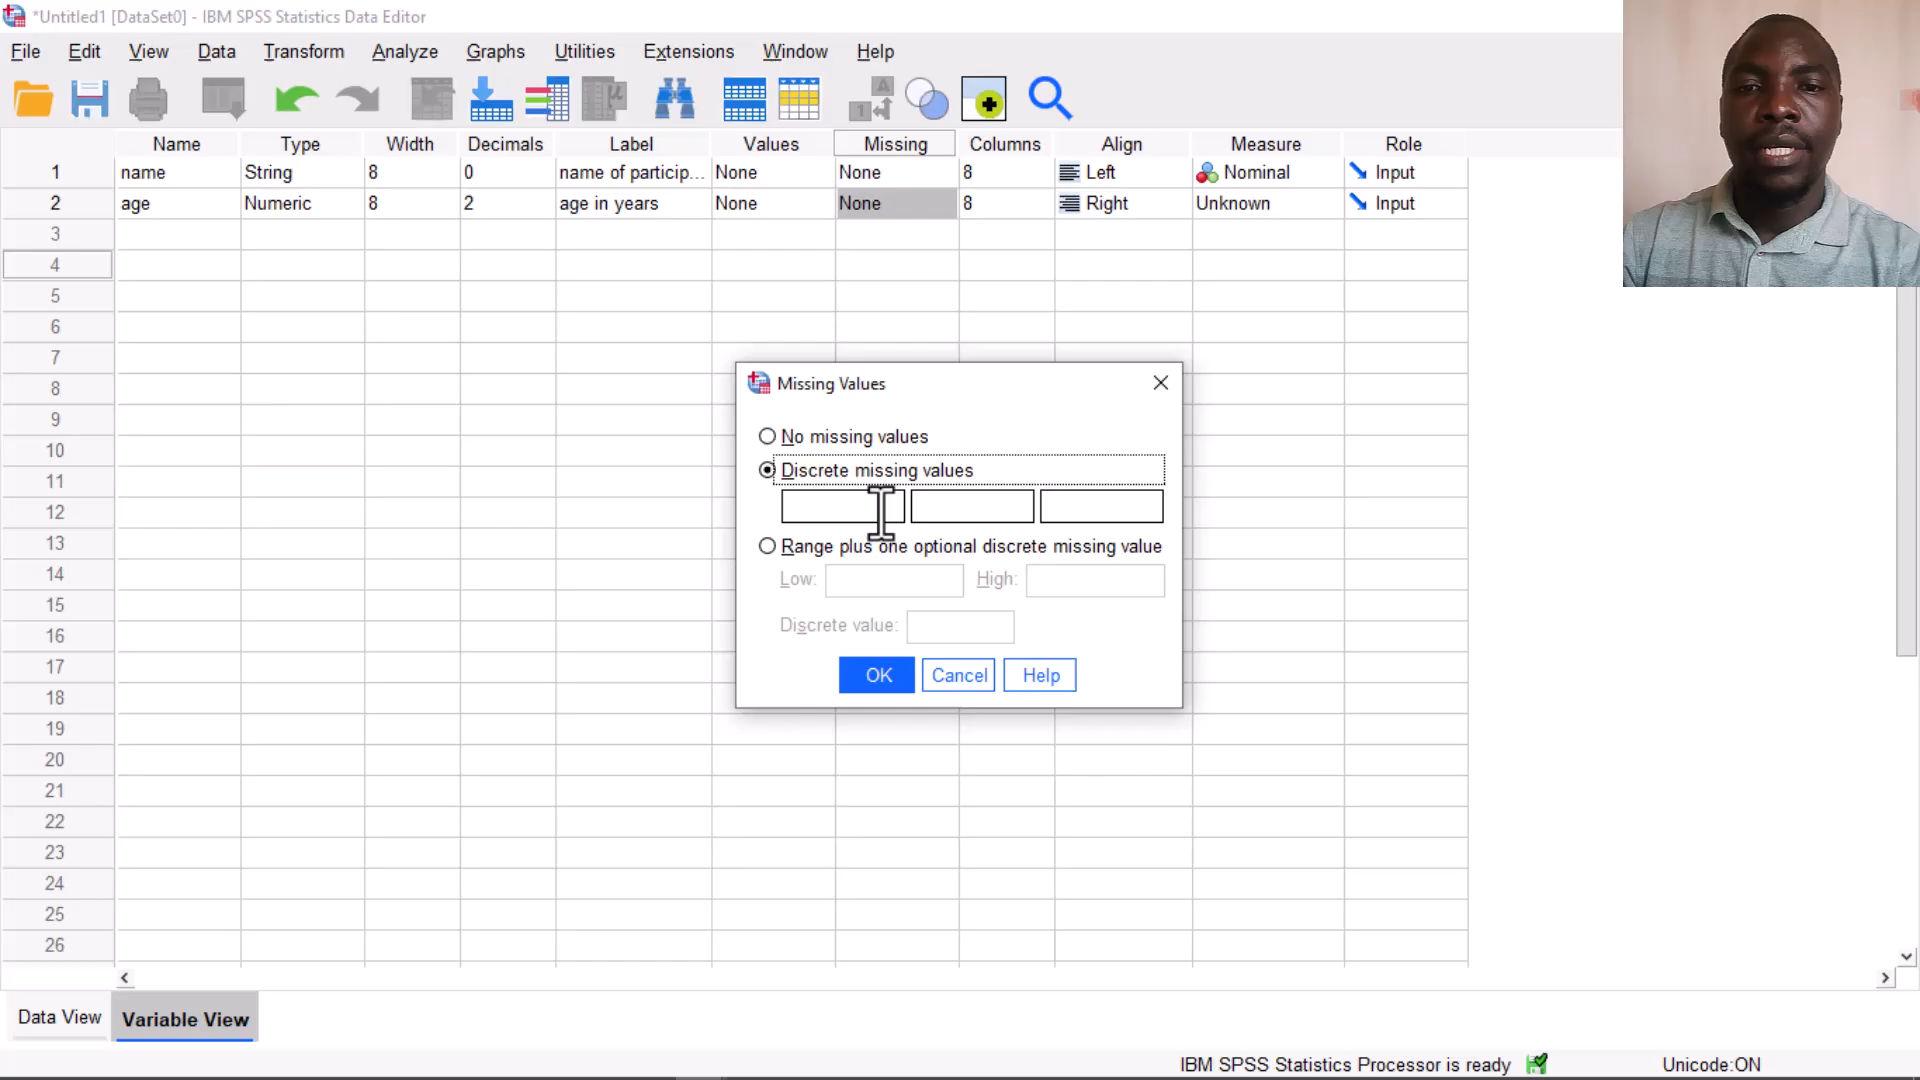 *Untitled1 [DataSet0] - IBM SPSS Statistics Data Editor
File Edit View Data Transform Analyze Graphs Utilities Extensions Window Help
Name Type Width Decimals Label Values Missing Columns Align Measure Role
1 name String 8 0 name of particip... None None 8 Left Nominal Input
2 age Numeric 8 2 age in years None None 8 Right Unknown Input
3
4
5
6
7
8
9
10
11
12
13
14
15
16
17
18
19
20
21
22
23
24
25
26
Missing Values
No missing values
Discrete missing values
Range plus one optional discrete missing value
Low: High:
Discrete value:
OK Cancel Help
Data View Variable View
IBM SPSS Statistics Processor is ready Unicode:ON